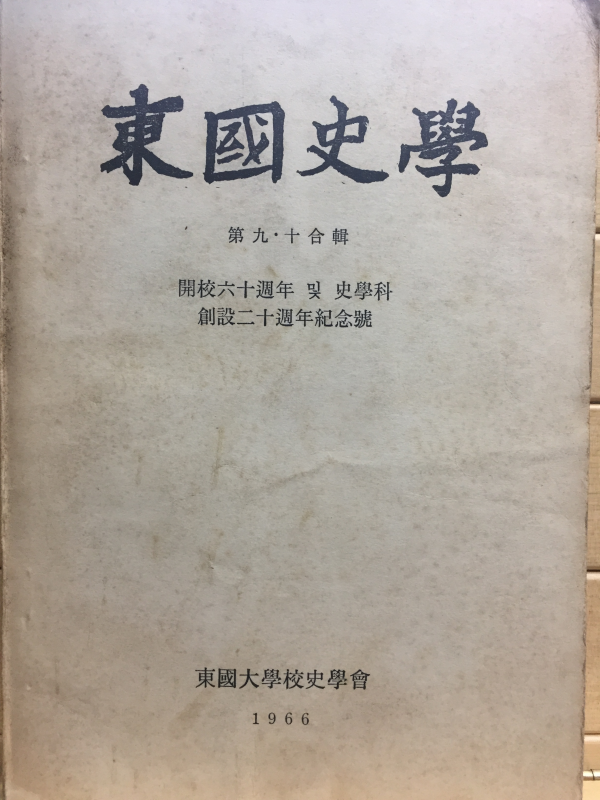 東國史學
第九·十合輯
開校六十週年 및 史學科
創設二十週年紀念號
東國大學校史學會
1966